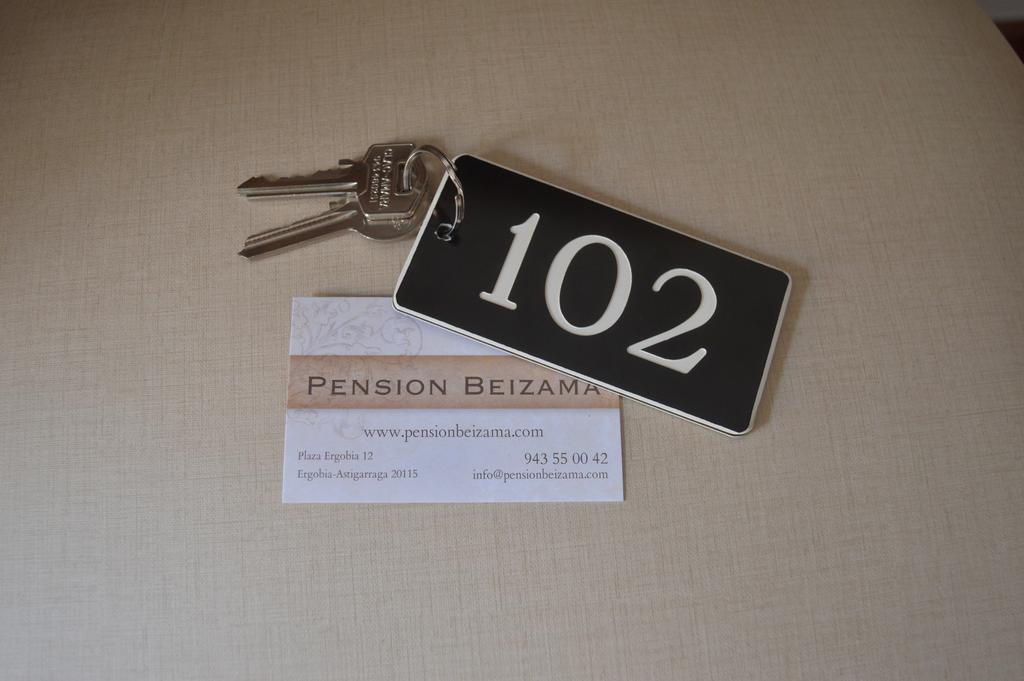 102
PENSION BEIZAMA
www.pensionbeizama.com
Plaza Ergobia 12
Ergobia-Astigarraga 20115
943 55 00 42
info@pensionbeizama.com